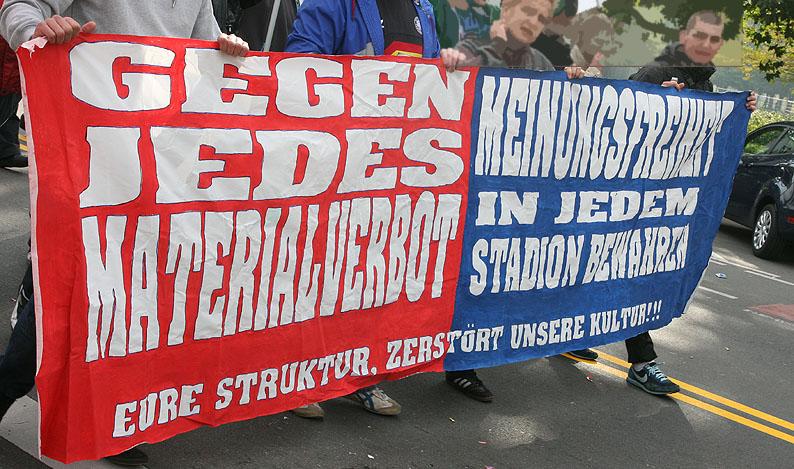 GEGEN
JEDES
MATERIALVERBOT
MEINUNGSFREIHEIT
IN JEDEM
STADION BEWAHREN
EURE STRUKTUR, ZERSTÖRT UNSERE KULTUR!!!